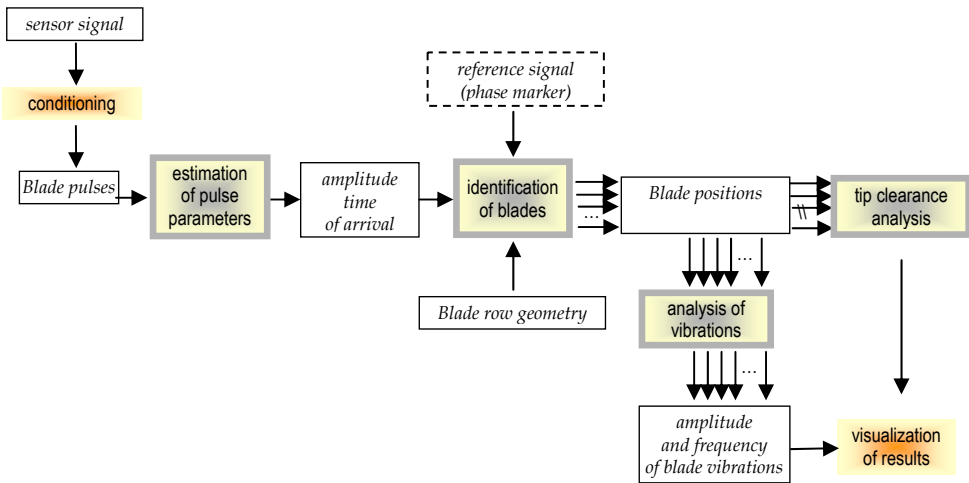 sensor signal
conditioning
Blade pulses
estimation
of pulse
parameters
amplitude
time
of arrival
reference signal
(phase marker)
identification
of blades
Blade row geometry
...
Blade positions
\\
tip clearance
analysis
...
analysis of
vibrations
...
amplitude
and frequency
of blade vibrations
visualization
of results